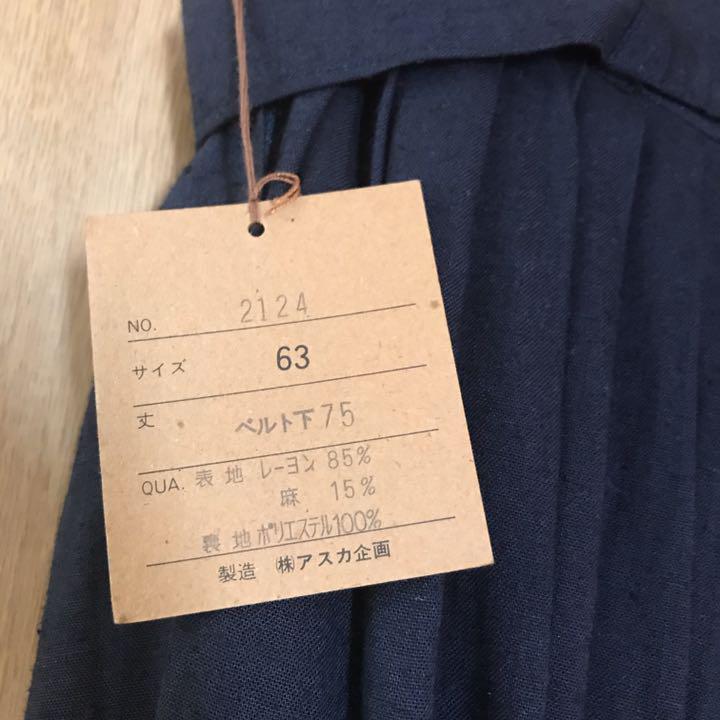 NO. 2124
サイズ 63
丈 ベルト下75
QUA. 表地 レーヨン 85%
麻 15%
裏地 ポリエステル100%
製造 ㈱アスカ企画